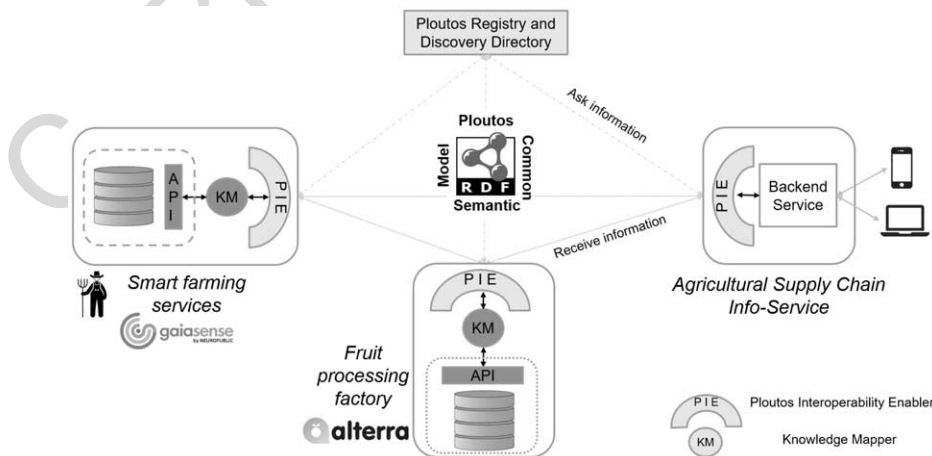 Ploutos Registry and
Discovery Directory
Ask information
Ploutos
Model
Common
RDF
Semantic
A
P
I
KM
PIE
PIE
Backend
Service
Receive information
Smart farming
services
gaiasense
by NEUROPUBLIC
PIE
KM
API
Agricultural Supply Chain
Info-Service
Fruit
processing
factory
alterra
PIE
Ploutos Interoperability Enabler
KM
Knowledge Mapper